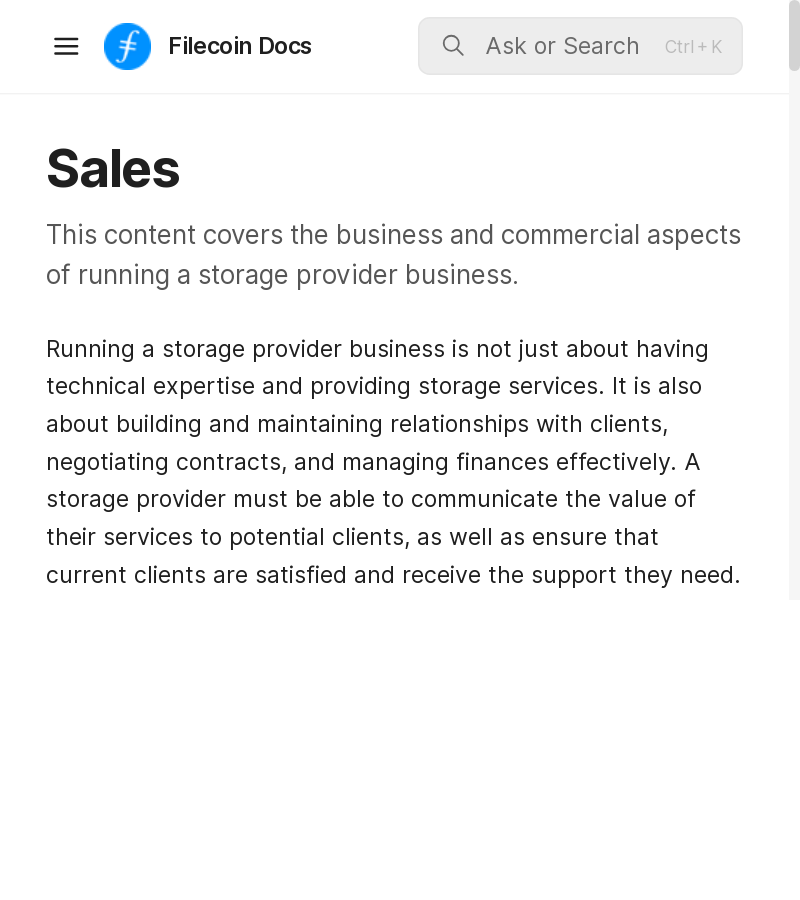 Filecoin Docs
Ask or Search Ctrl + K
Sales
This content covers the business and commercial aspects
of running a storage provider business.
Running a storage provider business is not just about having
technical expertise and providing storage services. It is also
about building and maintaining relationships with clients,
negotiating contracts, and managing finances effectively. A
storage provider must be able to communicate the value of
their services to potential clients, as well as ensure that
current clients are satisfied and receive the support they need.